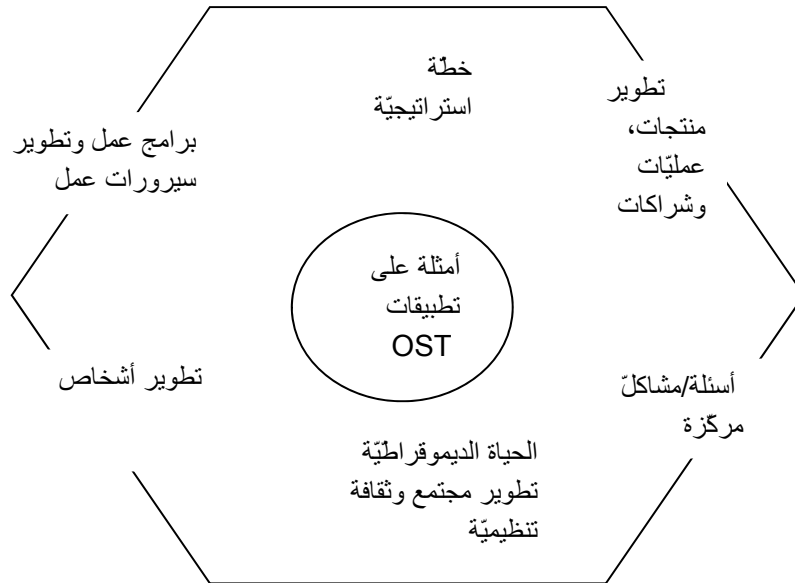 خطّة
استراتيجيّة
تطوير
منتجات،
عمليّات
وشراكات
برامج عمل وتطوير
سيرورات عمل
أمثلة على
تطبيقات
OST
أسئلة/مشاكلّ
مركّزة
تطوير أشخاص
الحياة الديموقراطيّة
تطوير مجتمع وثقافة
تنظيميّة